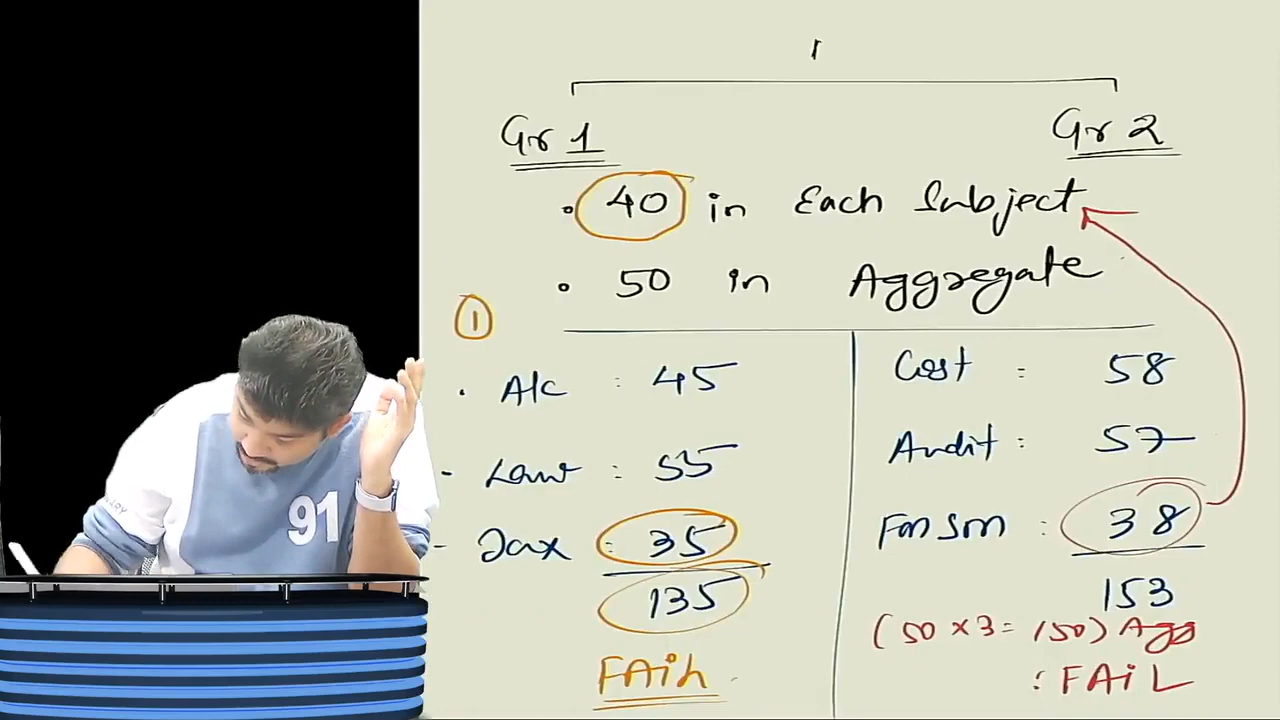 1
Gr 1
Gr 2
• 40 in Each Subject
• 50 in Aggregate
①
• A/c : 45
- Law : 55
- Tax : 35
135
FAIL
Cost : 58
Audit : 57
Fm Sm : 38
153
(50 x 3 = 150) Agg
: FAIL
91